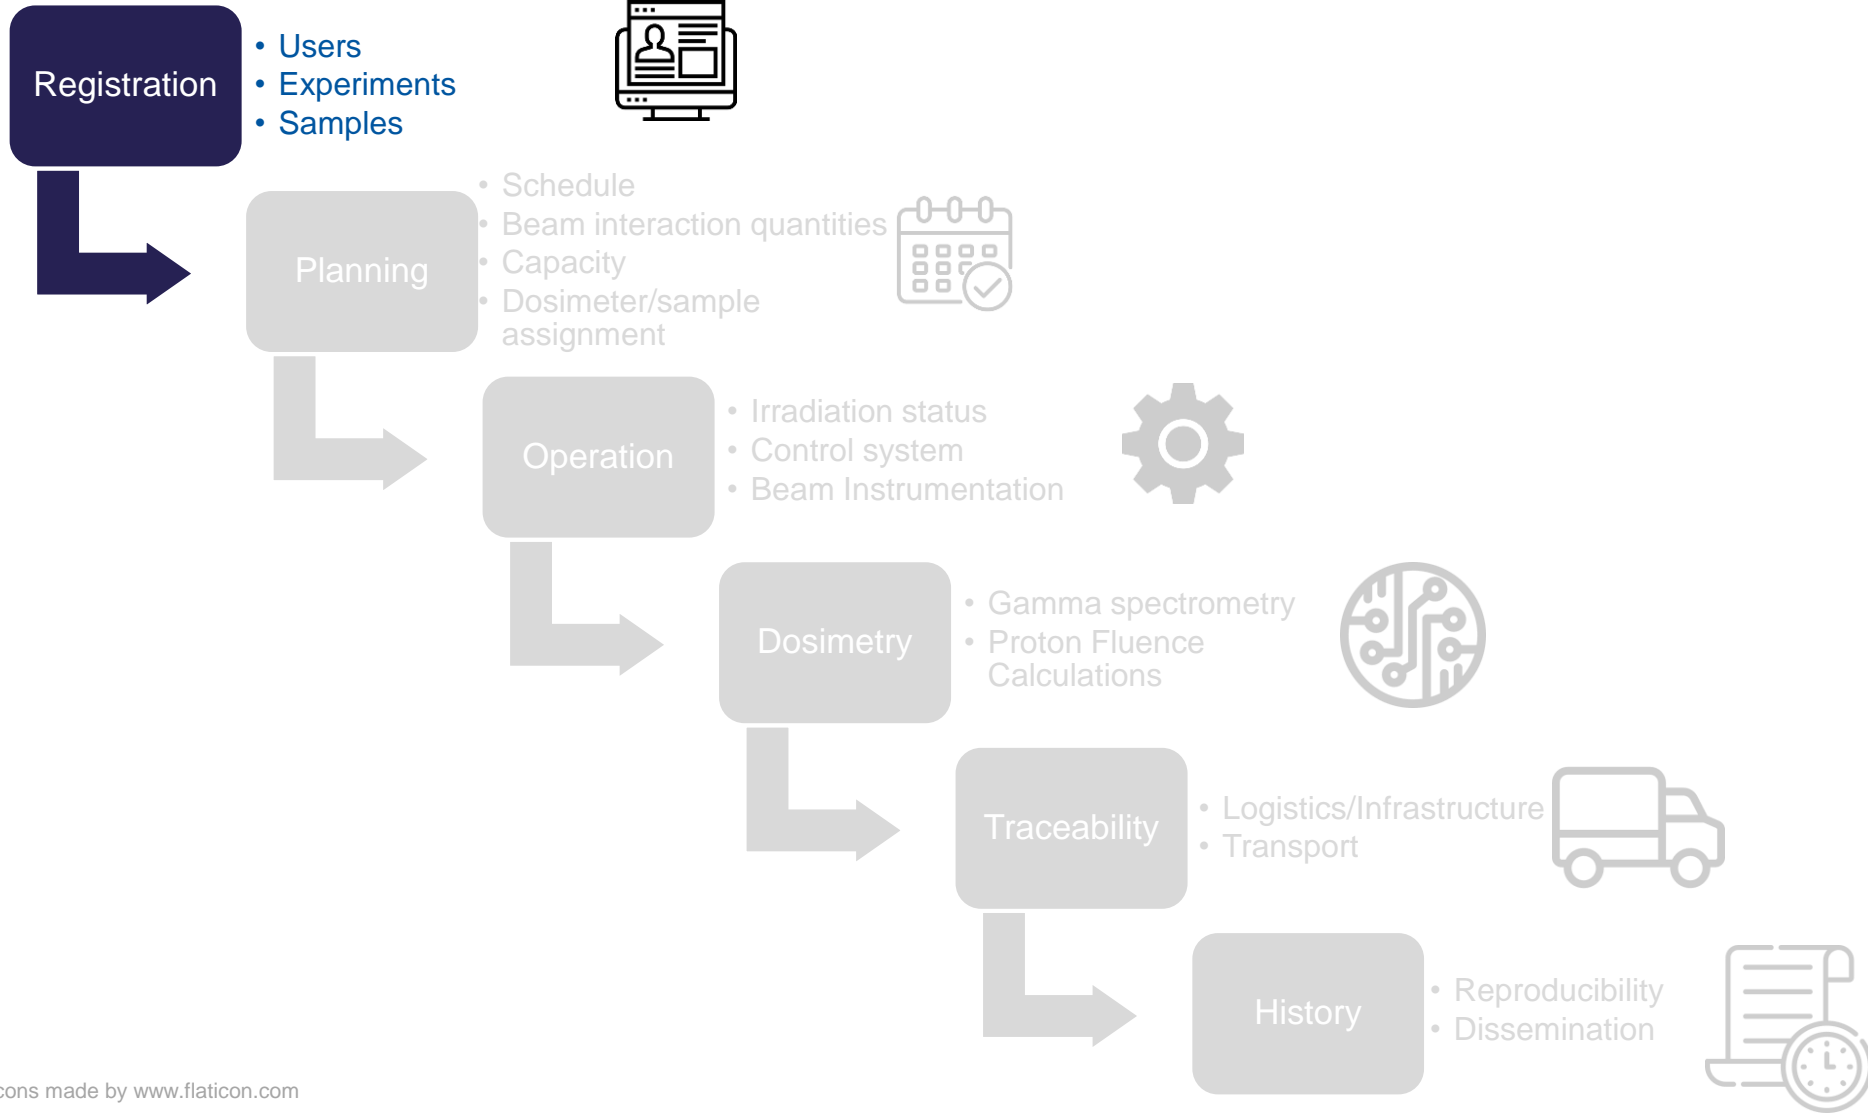 Registration
• Users
• Experiments
• Samples
Planning
• Schedule
• Beam interaction quantities
• Capacity
• Dosimeter/sample
assignment
Operation
• Irradiation status
• Control system
• Beam Instrumentation
Dosimetry
• Gamma spectrometry
• Proton Fluence
Calculations
Traceability
• Logistics/Infrastructure
• Transport
History
• Reproducibility
• Dissemination
cons made by www.flaticon.com